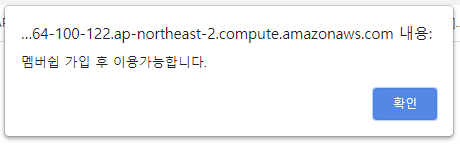 ...64-100-122.ap-northeast-2.compute.amazonaws.com 내용:
멤버쉽 가입 후 이용가능합니다.
확인